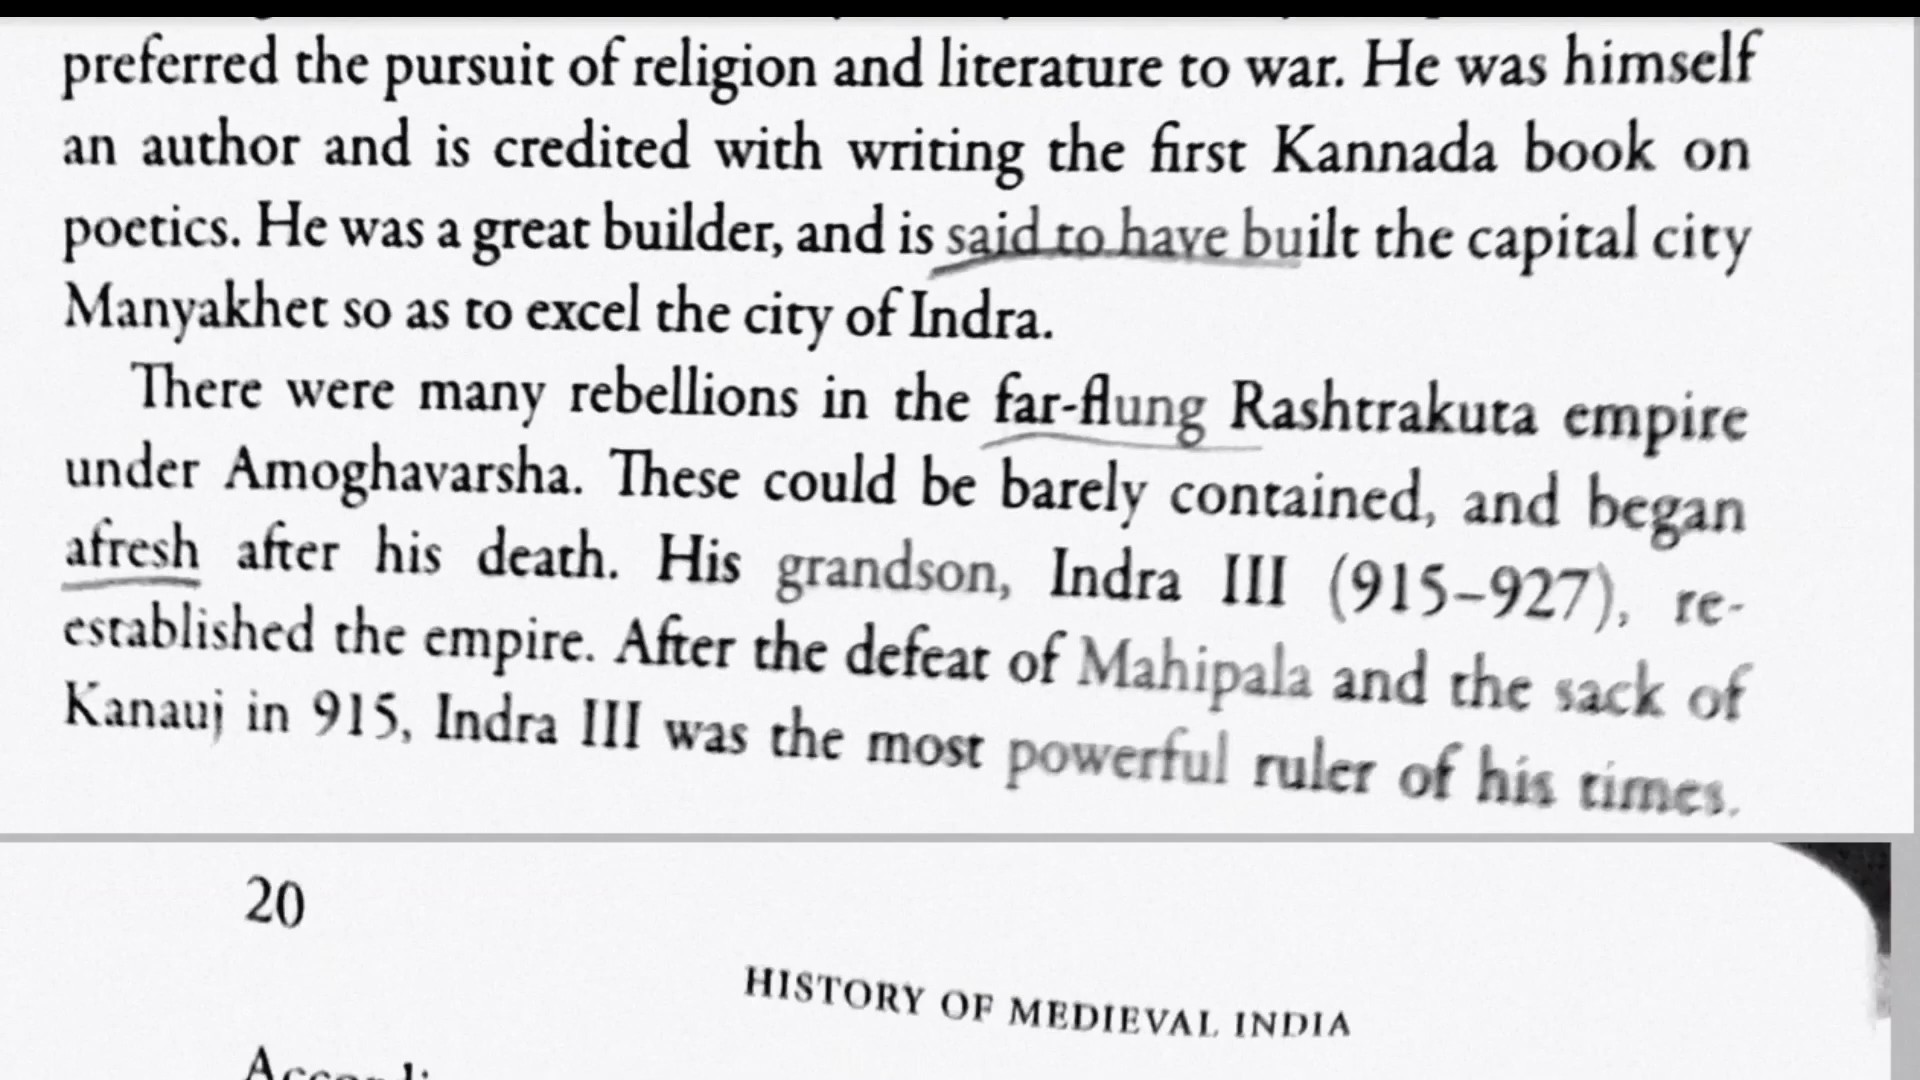 preferred the pursuit of religion and literature to war. He was himself
an author and is credited with writing the first Kannada book on
poetics. He was a great builder, and is said to have built the capital city
Manyakhet so as to excel the city of Indra.
There were many rebellions in the far-flung Rashtrakuta empire
under Amoghavarsha. These could be barely contained, and began
afresh after his death. His grandson, Indra III (915–927), re-
established the empire. After the defeat of Mahipala and the sack of
Kanauj in 915, Indra III was the most powerful ruler of his times.
20
HISTORY OF MEDIEVAL INDIA